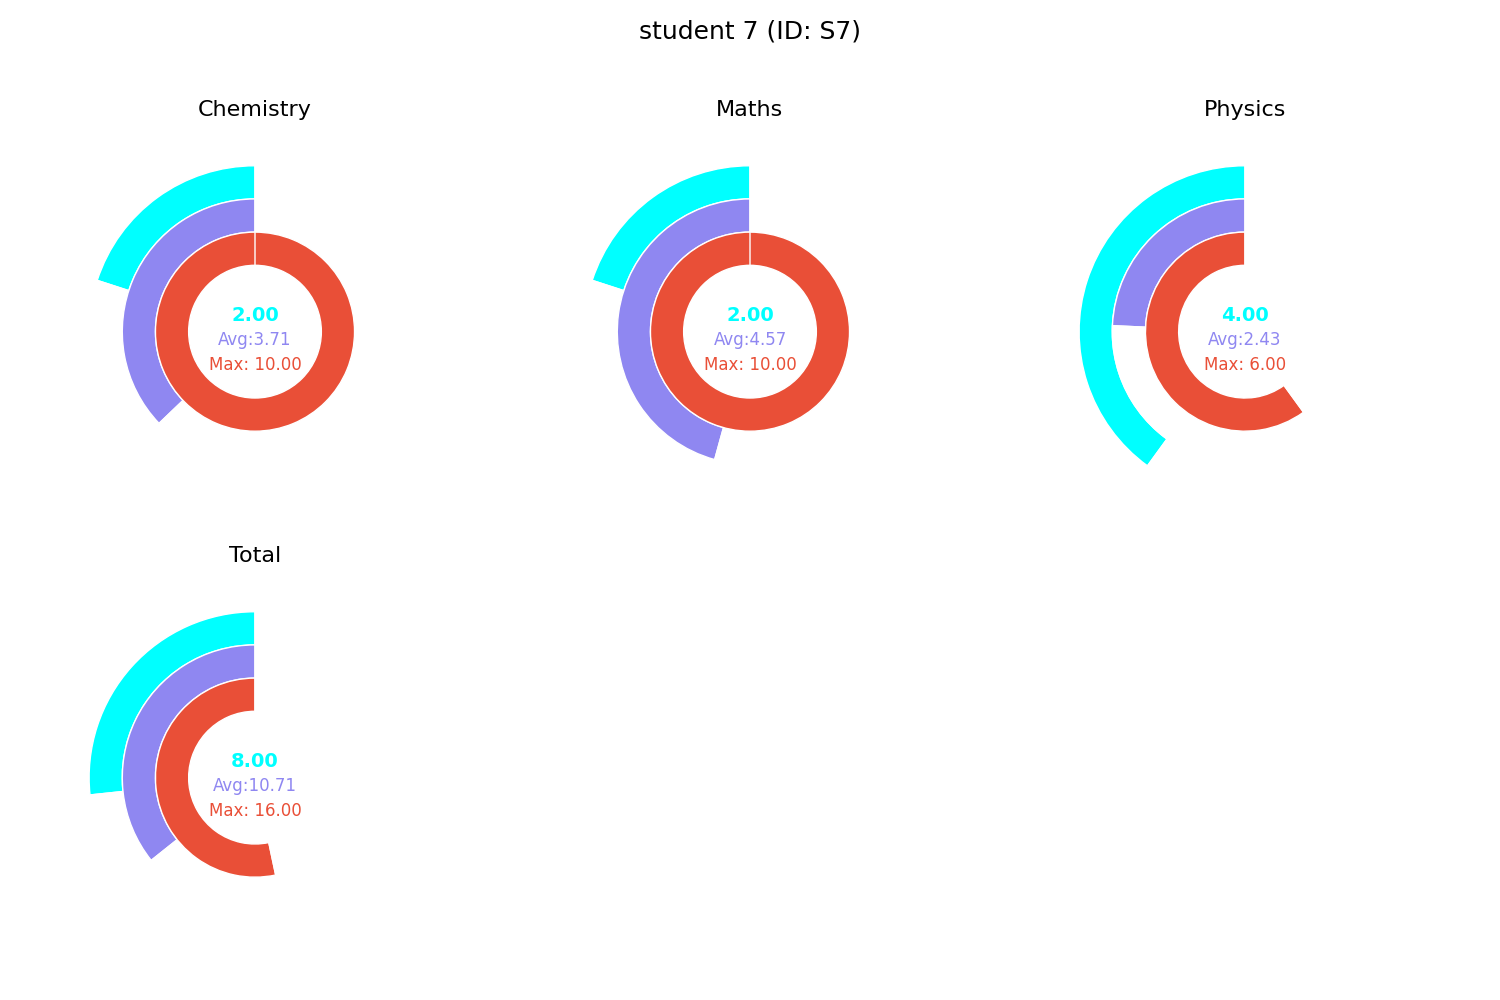 student 7 (ID: S7)
Chemistry
2.00
Avg:3.71
Max: 10.00
Maths
2.00
Avg:4.57
Max: 10.00
Physics
4.00
Avg:2.43
Max: 6.00
Total
8.00
Avg:10.71
Max: 16.00